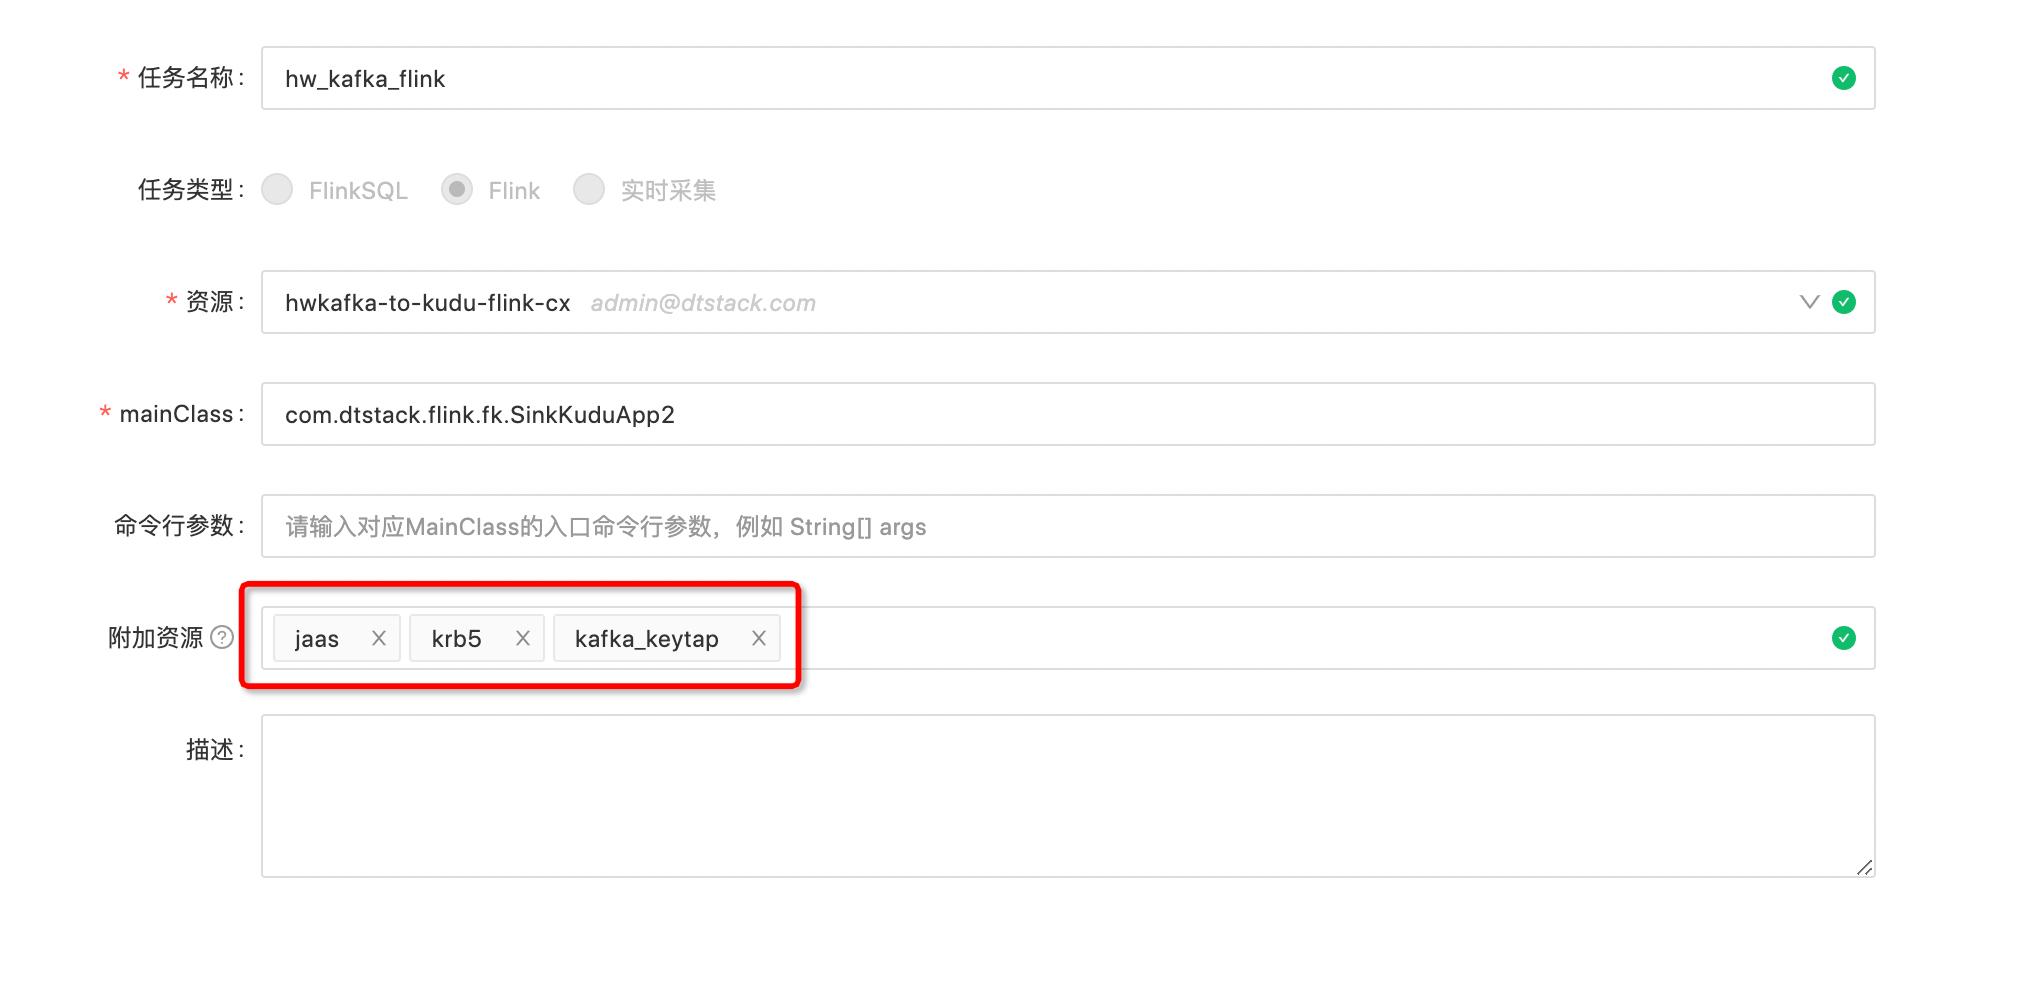 * 任务名称: hw_kafka_flink
任务类型: FlinkSQL Flink 实时采集
* 资源: hwkafka-to-kudu-flink-cx admin@dtstack.com
* mainClass: com.dtstack.flink.fk.SinkKuduApp2
命令行参数: 请输入对应MainClass的入口命令行参数，例如 String[] args
附加资源 ? jaas X krb5 X kafka_keytap X
描述: